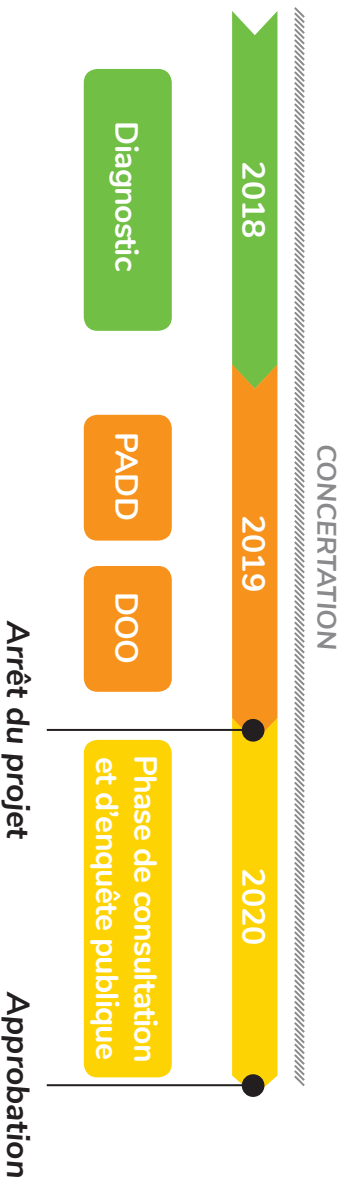 CONCERTATION
2018
2019
2020
Diagnostic
PADD
DOO
Phase de consultation
et d'enquête publique
Arrêt du projet
Approbation